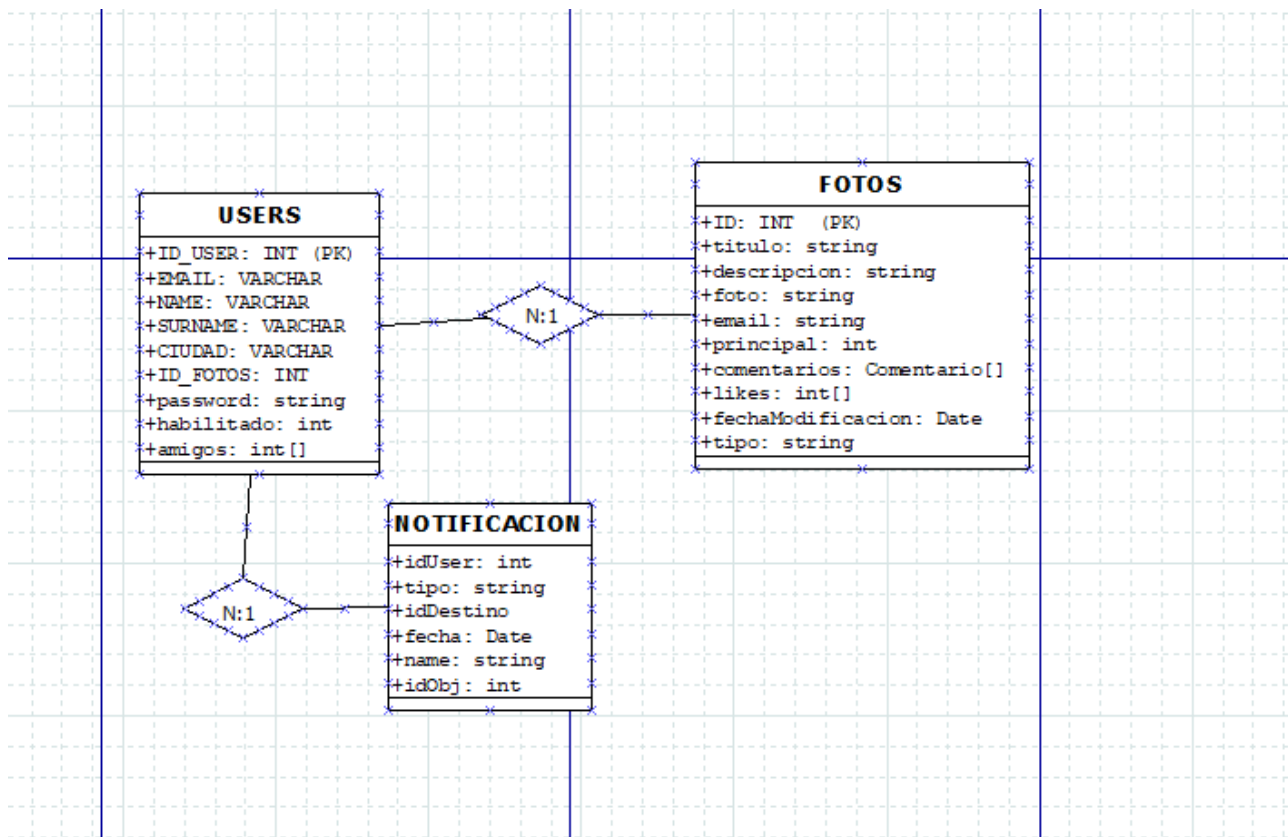 USERS
+ID_USER: INT (PK)
+EMAIL: VARCHAR
+NAME: VARCHAR
+SURNAME: VARCHAR
+CIUDAD: VARCHAR
+ID_FOTOS: INT
+password: string
+habilitado: int
+amigos: int[]
N:1
FOTOS
+ID: INT (PK)
+titulo: string
+descripcion: string
+foto: string
+email: string
+principal: int
+comentarios: Comentario[]
+likes: int[]
+fechaModificacion: Date
+tipo: string
N:1
NOTIFICACION
+idUser: int
+tipo: string
+idDestino
+fecha: Date
+name: string
+idObj: int